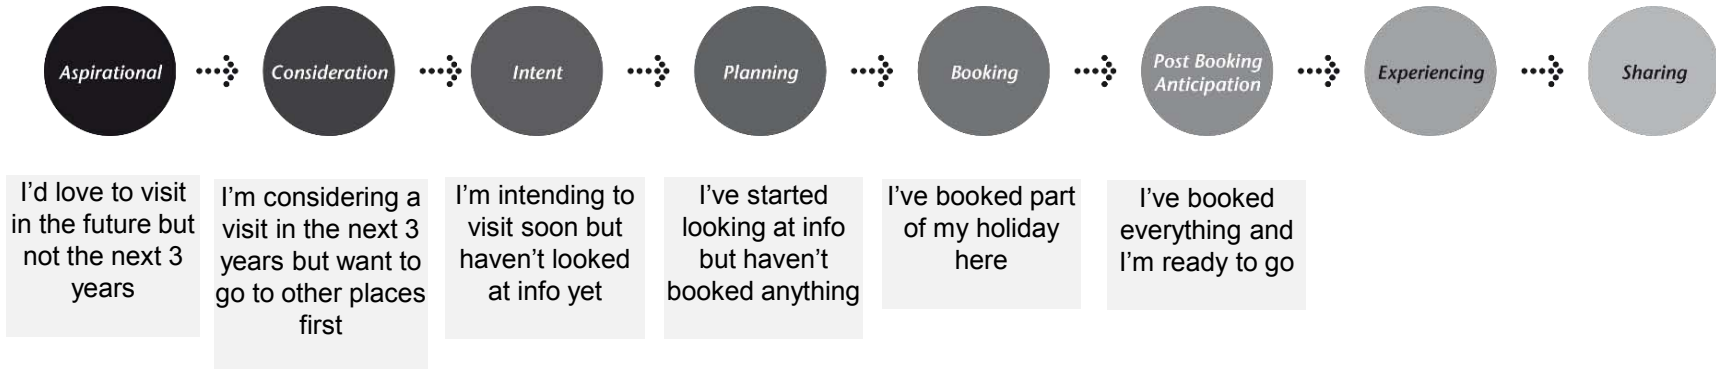 Aspirational
Consideration
Intent
Planning
Booking
Post Booking
Anticipation
Experiencing
Sharing
I’d love to visit
in the future but
not the next 3
years
I’m considering a
visit in the next 3
years but want to
go to other places
first
I’m intending to
visit soon but
haven’t looked
at info yet
I’ve started
looking at info
but haven’t
booked anything
I’ve booked part
of my holiday
here
I’ve booked
everything and
I’m ready to go